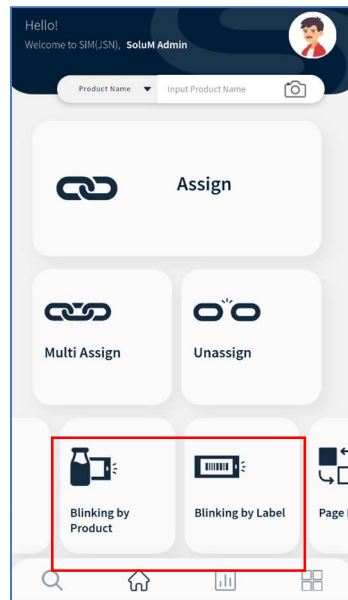 Hello!
Welcome to SIM(JSN), SoluM Admin
Product Name Input Product Name
Assign
Multi Assign Unassign
Blinking by
Product
Blinking by Label
Page